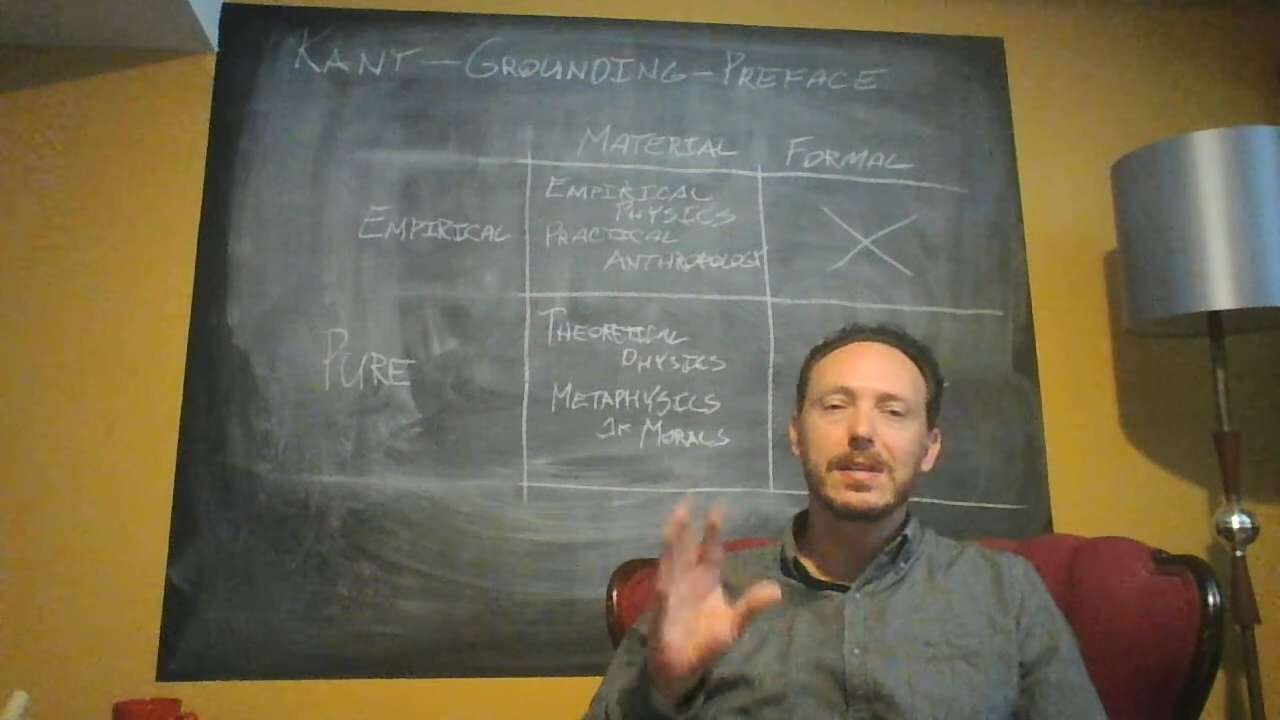 KANT - GROUNDING - PREFACE
MATERIAL FORMAL
EMPIRICAL
EMPIRICAL
PHYSICS
PRACTICAL
ANTHROPOLOGY
PURE
THEORETICAL
PHYSICS
METAPHYSICS
OF MORALS